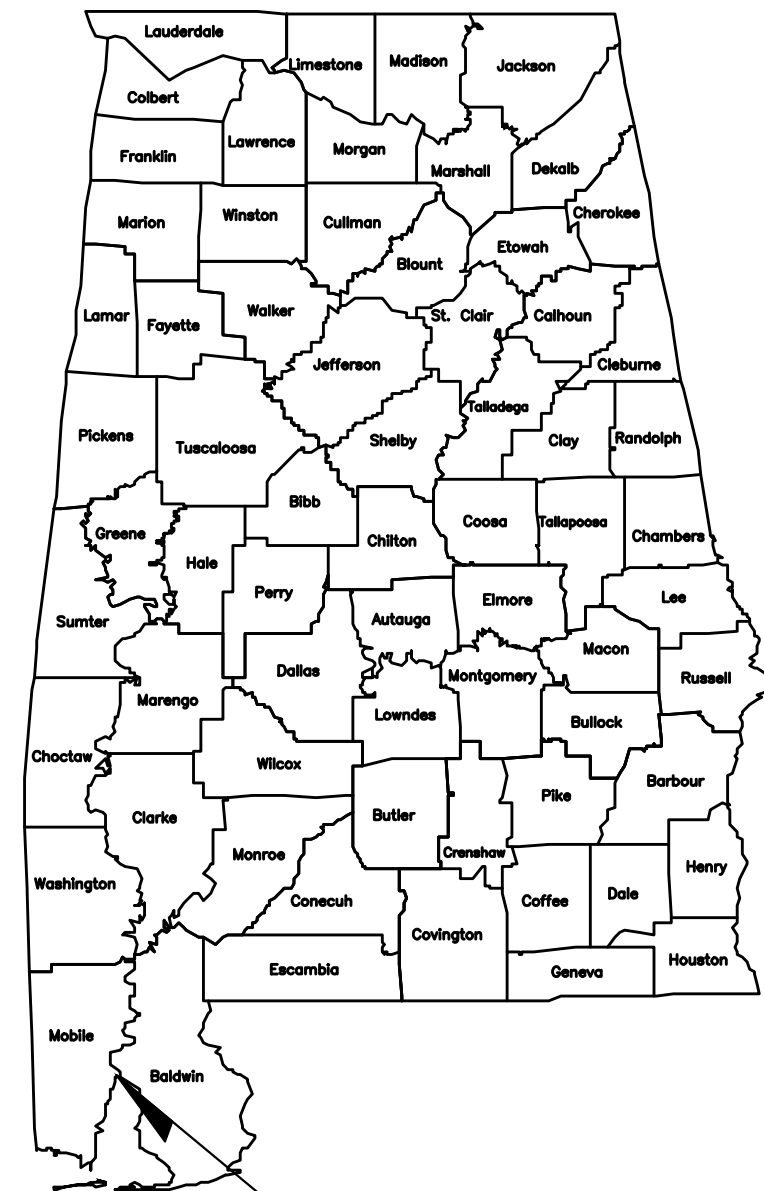 Lauderdale
Limestone
Madison
Jackson
Colbert
Lawrence
Franklin
Morgan
Marshall
Dekalb
Cherokee
Marion
Winston
Cullman
Etowah
Blount
Lamar
Fayette
Walker
St. Clair
Calhoun
Jefferson
Cleburne
Talladega
Pickens
Tuscaloosa
Shelby
Clay
Randolph
Bibb
Greene
Coosa
Tallapoosa
Chambers
Chilton
Hale
Perry
Elmore
Lee
Sumter
Autauga
Macon
Dallas
Montgomery
Russell
Marengo
Lowndes
Bullock
Choctaw
Wilcox
Barbour
Pike
Clarke
Butler
Monroe
Crenshaw
Henry
Washington
Conecuh
Coffee
Dale
Covington
Escambia
Geneva
Houston
Mobile
Baldwin